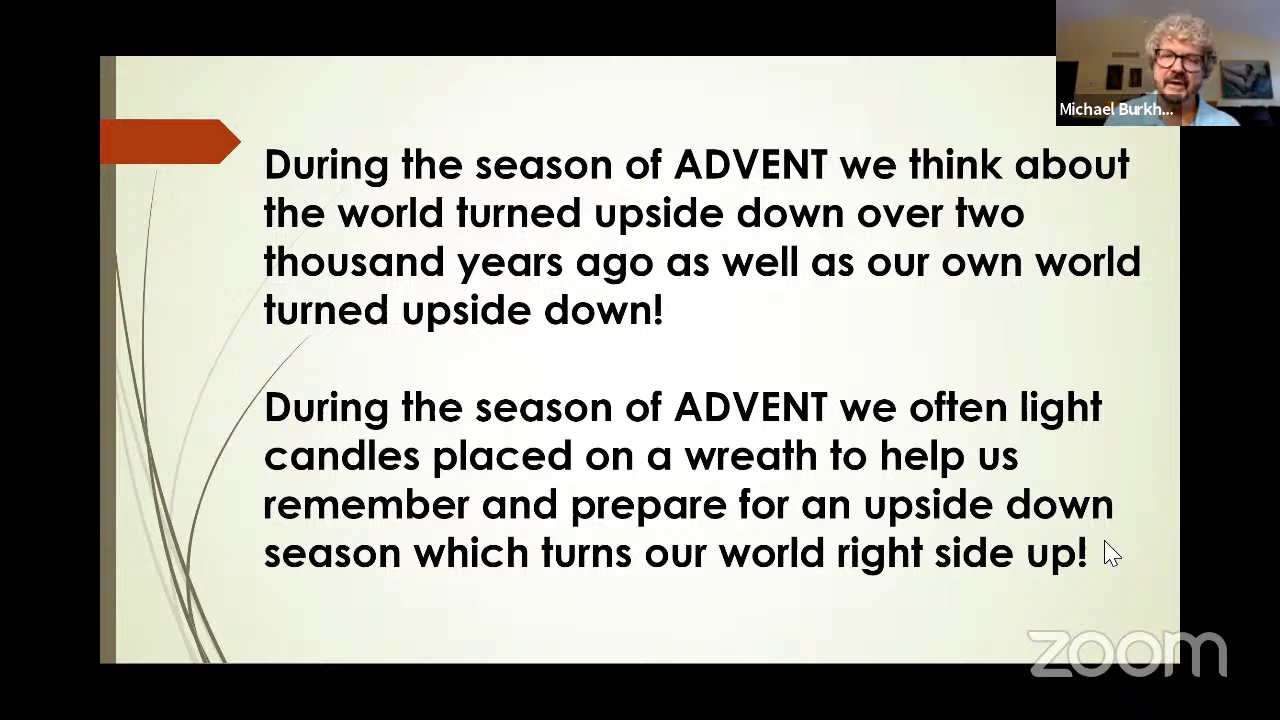 Michael Burkh...
During the season of ADVENT we think about
the world turned upside down over two
thousand years ago as well as our own world
turned upside down!
During the season of ADVENT we often light
candles placed on a wreath to help us
remember and prepare for an upside down
season which turns our world right side up!
zoom